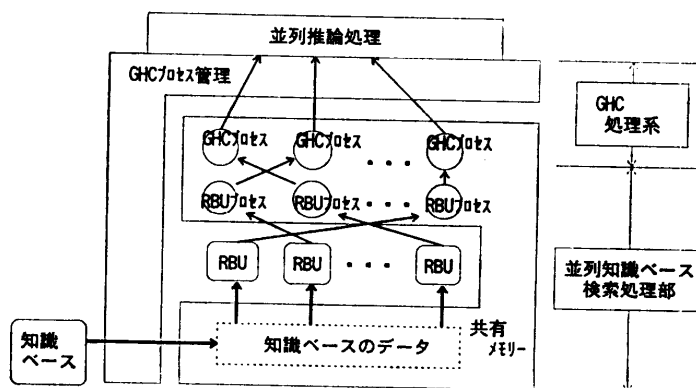 並列推論処理
GHCﾌﾟﾛｾｽ管理
GHC
処理系
GHCﾌﾟﾛｾｽ
GHCﾌﾟﾛｾｽ
・・・
GHCﾌﾟﾛｾｽ
RBUﾌﾟﾛｾｽ
RBUﾌﾟﾛｾｽ
・・・
RBUﾌﾟﾛｾｽ
RBU
RBU
・・・
RBU
並列知識ベース
検索処理部
知識
ベース
知識ベースのデータ
共有
ﾒﾓﾘｰ